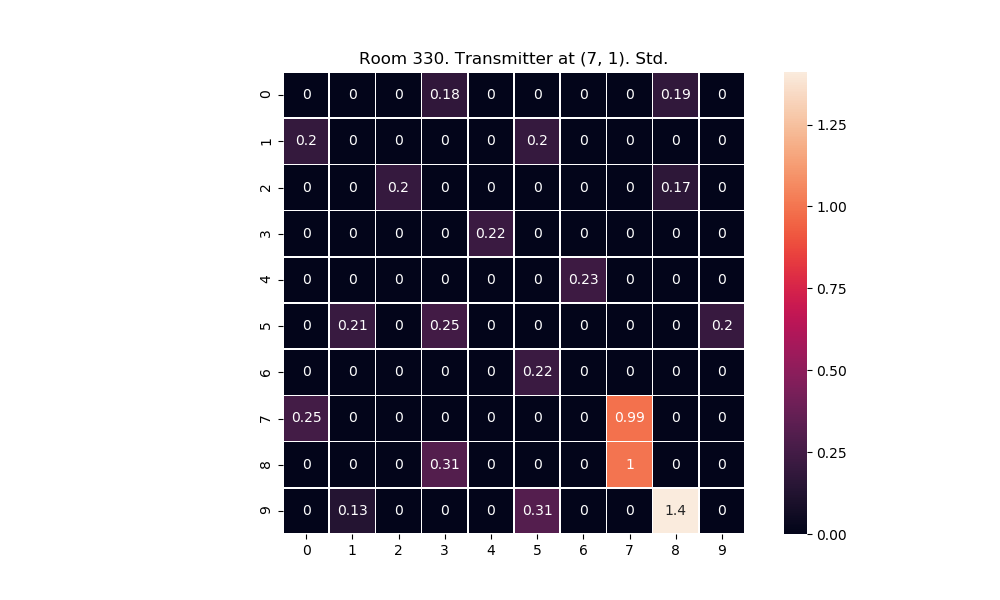 Room 330. Transmitter at (7, 1). Std.
0 0 0 0 0.18 0 0 0 0 0.19 0
1 0.2 0 0 0 0 0.2 0 0 0 0
2 0 0 0.2 0 0 0 0 0 0.17 0
3 0 0 0 0 0.22 0 0 0 0 0
4 0 0 0 0 0 0 0.23 0 0 0
5 0 0.21 0 0.25 0 0 0 0 0 0.2
6 0 0 0 0 0 0.22 0 0 0 0
7 0.25 0 0 0 0 0 0 0.99 0 0
8 0 0 0 0.31 0 0 0 1 0 0
9 0 0.13 0 0 0 0.31 0 0 1.4 0
0 1 2 3 4 5 6 7 8 9
1.25
1.00
0.75
0.50
0.25
0.00